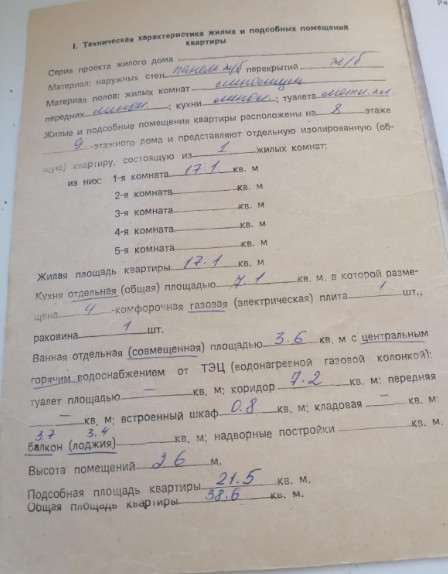 I. Техническая характеристика жилых и подсобных помещений
квартиры
Серия проекта жилого дома
Материал: наружных стен панель ж/б перекрытий ж/б
Материал полов: жилых комнат линолеум
передних линол; кухни линол; туалета
Жилые и подсобные помещения квартиры расположены на 8 этаже
9 -этажного дома и представляют отдельную изолированную (об-
щую) квартиру, состоящую из 1 жилых комнат:
из них: 1-я комната 17.1 кв. м
2-я комната кв. м
3-я комната кв. м
4-я комната кв. м
5-я комната кв. м
Жилая площадь квартиры 17.1 кв. м
Кухня отдельная (общая) площадью 7.1 кв. м, в которой разме-
щена 4 -комфорочная газовая (электрическая) плита 1 шт.,
раковина 1 шт.
Ванная отдельная (совмещенная) площадью 3.6 кв. м с центральным
горячим водоснабжением от ТЭЦ (водонагревной газовой колонкой):
туалет площадью — кв, м; коридор 7.2 кв. м: передняя
— кв, м; встроенный шкаф 0.8 кв. м; кладовая — кв. м:
3.7 3.4
балкон (лоджия) кв, м; надворные постройки кв. м.
Высота помещений 2 6 м.
Подсобная площадь квартиры 21.5 кв. м.
Общая площадь квартиры 38.6 кв. м.